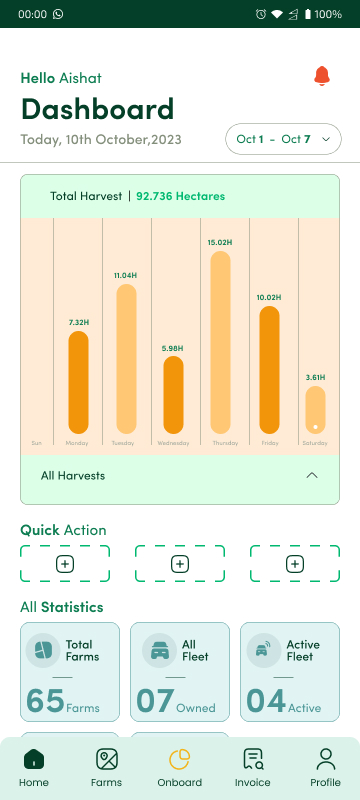 00:00 100%
Hello Aishat
Dashboard
Today, 10th October,2023
Oct 1 - Oct 7
Total Harvest | 92.736 Hectares
15.02H
11.04H
10.02H
7.32H
5.98H
3.61H
Sun Monday Tuesday Wednesday Thursday Friday Saturday
All Harvests
Quick Action
All Statistics
Total Farms
65 Farms
All Fleet
07 Owned
Active Fleet
04 Active
Home Farms Onboard Invoice Profile